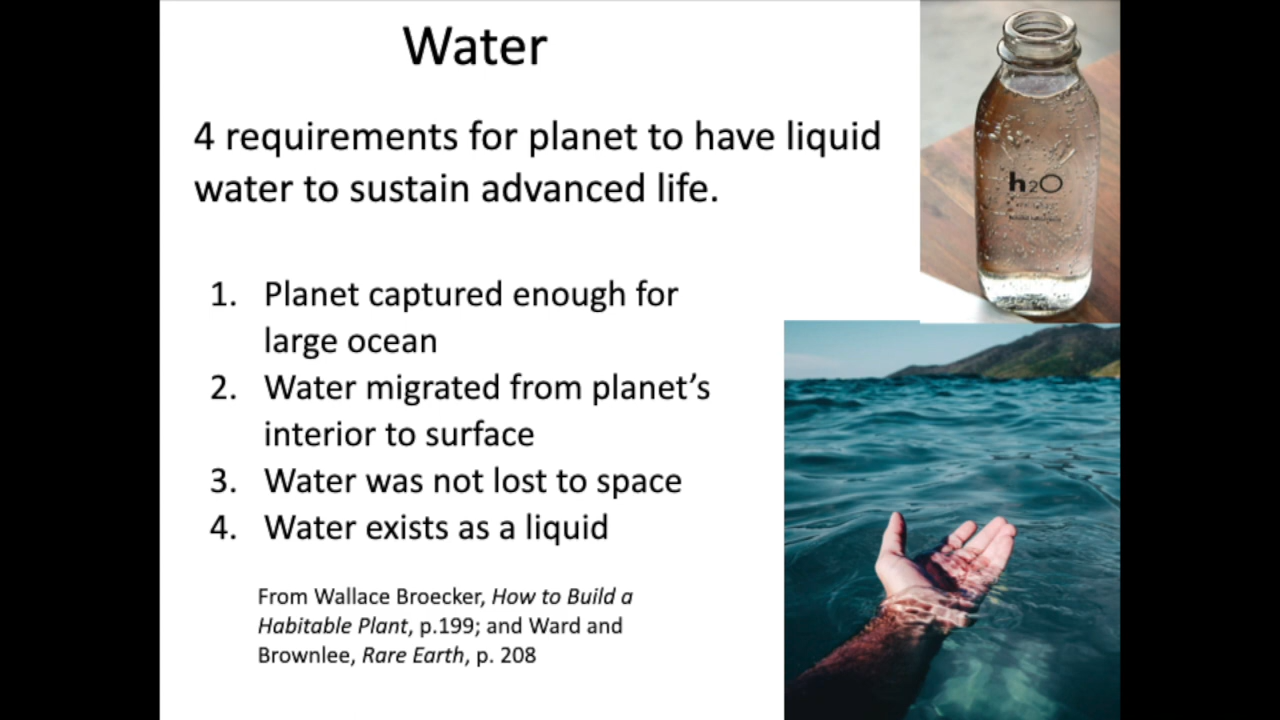 Water
4 requirements for planet to have liquid
water to sustain advanced life.
1. Planet captured enough for
large ocean
2. Water migrated from planet’s
interior to surface
3. Water was not lost to space
4. Water exists as a liquid
From Wallace Broecker, How to Build a
Habitable Plant, p.199; and Ward and
Brownlee, Rare Earth, p. 208
h2O